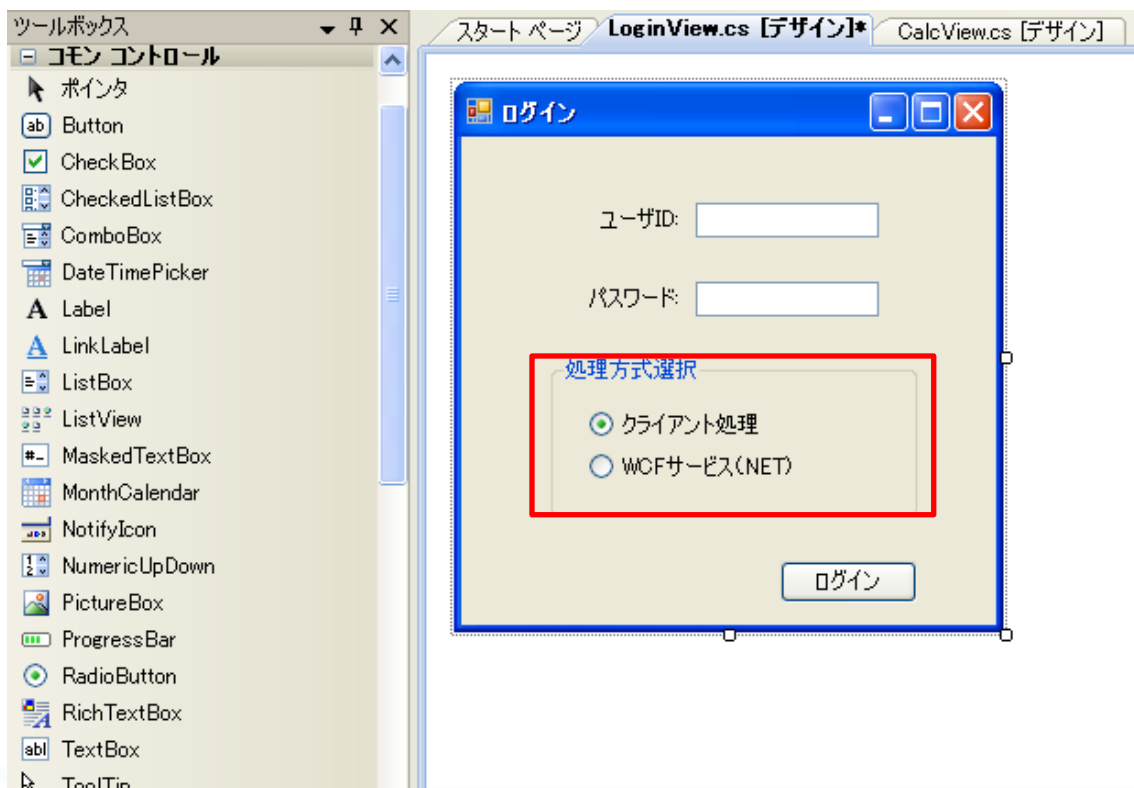 ツールボックス
コモン コントロール
ポインタ
Button
CheckBox
CheckedListBox
ComboBox
DateTimePicker
Label
LinkLabel
ListBox
ListView
MaskedTextBox
MonthCalendar
NotifyIcon
NumericUpDown
PictureBox
ProgressBar
RadioButton
RichTextBox
TextBox
ToolTip
スタート ページ
LoginView.cs [デザイン]*
CalcView.cs [デザイン]
ログイン
ユーザID:
パスワード:
処理方式選択
クライアント処理
WCFサービス(NET)
ログイン